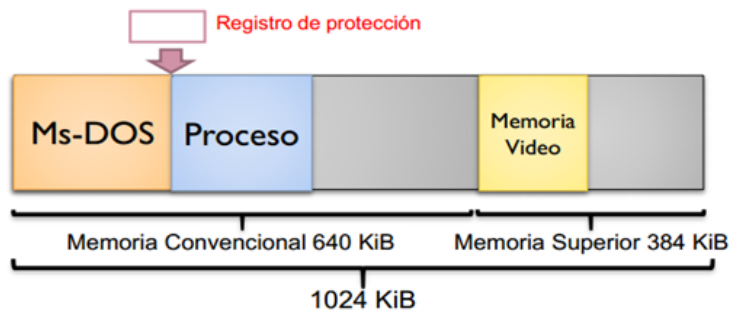 Registro de protección
Ms-DOS
Proceso
Memoria
Video
Memoria Convencional 640 KiB
Memoria Superior 384 KiB
1024 KiB